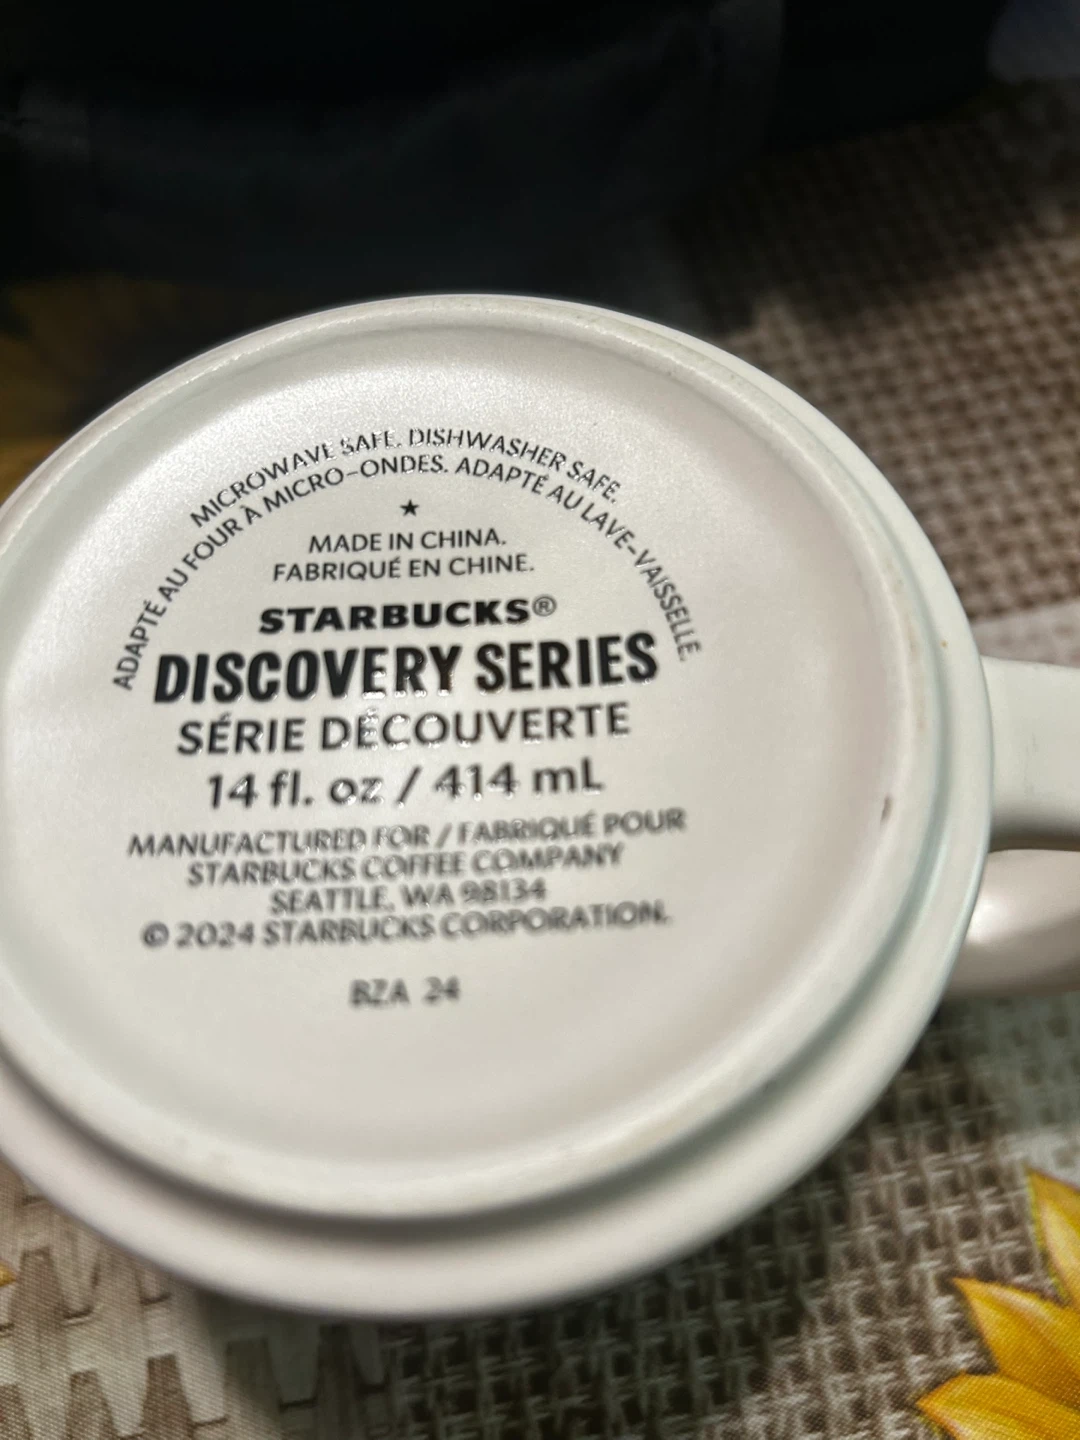 MICROWAVE SAFE. DISHWASHER SAFE.
ADAPTÉ AU FOUR À MICRO-ONDES. ADAPTÉ AU LAVE-VAISSELLE.
★
MADE IN CHINA.
FABRIQUÉ EN CHINE.
STARBUCKS®
DISCOVERY SERIES
SÉRIE DÉCOUVERTE
14 fl. oz / 414 mL
MANUFACTURED FOR / FABRIQUÉ POUR
STARBUCKS COFFEE COMPANY
SEATTLE, WA 98134
© 2024 STARBUCKS CORPORATION.
BZA 24